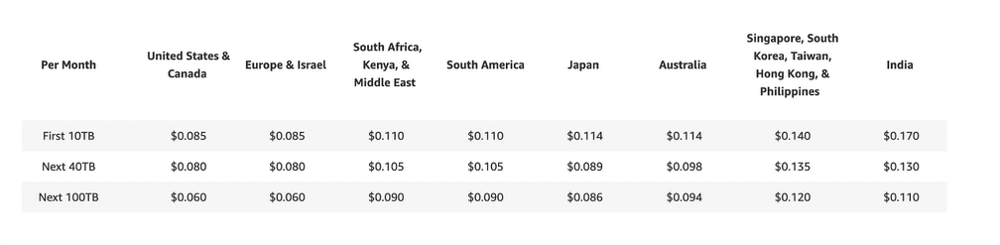 Per Month United States & Canada Europe & Israel South Africa, Kenya, & Middle East South America Japan Australia Singapore, South Korea, Taiwan, Hong Kong, & Philippines India
First 10TB $0.085 $0.085 $0.110 $0.110 $0.114 $0.114 $0.140 $0.170
Next 40TB $0.080 $0.080 $0.105 $0.105 $0.089 $0.098 $0.135 $0.130
Next 100TB $0.060 $0.060 $0.090 $0.090 $0.086 $0.094 $0.120 $0.110